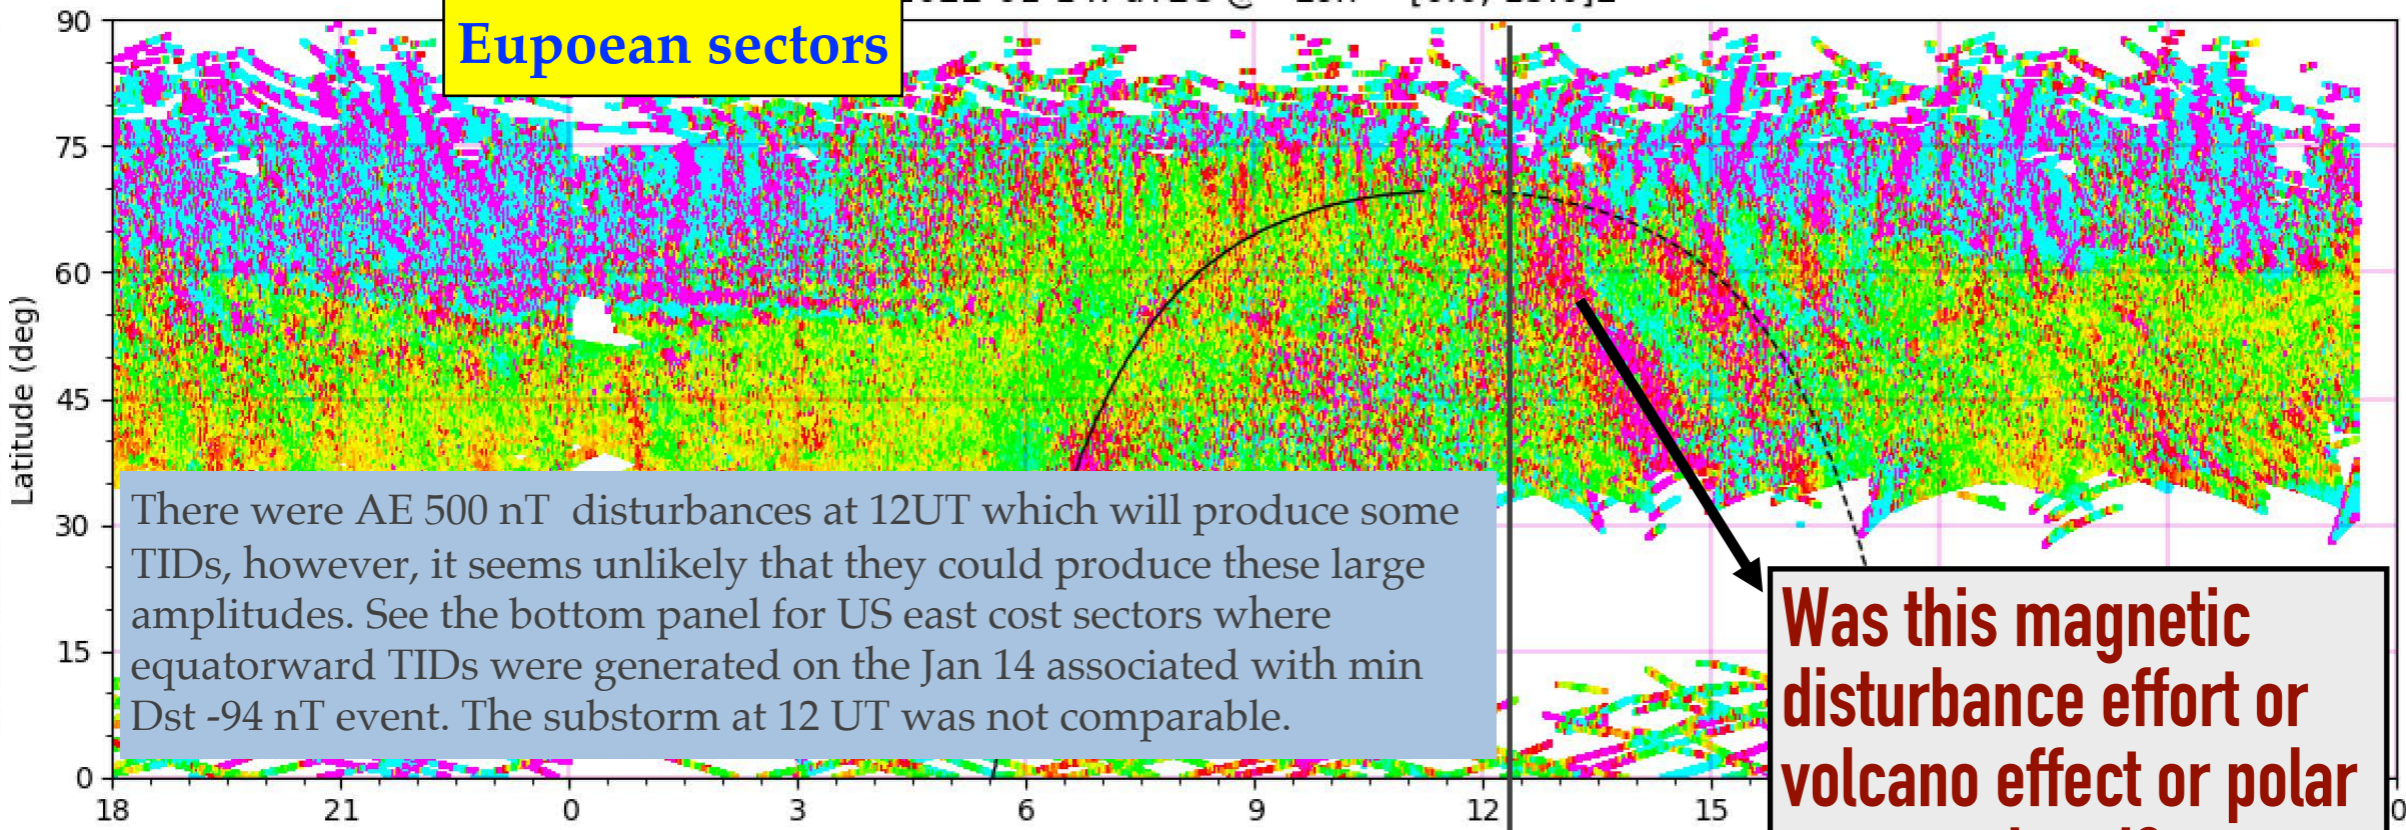 Eupoean sectors
90
75
60
45
30
15
0
Latitude (deg)
There were AE 500 nT disturbances at 12UT which will produce some
TIDs, however, it seems unlikely that they could produce these large
amplitudes. See the bottom panel for US east cost sectors where
equatorward TIDs were generated on the Jan 14 associated with min
Dst -94 nT event. The substorm at 12 UT was not comparable.
Was this magnetic
disturbance effort or
volcano effect or polar
18 21 0 3 6 9 12 15 0